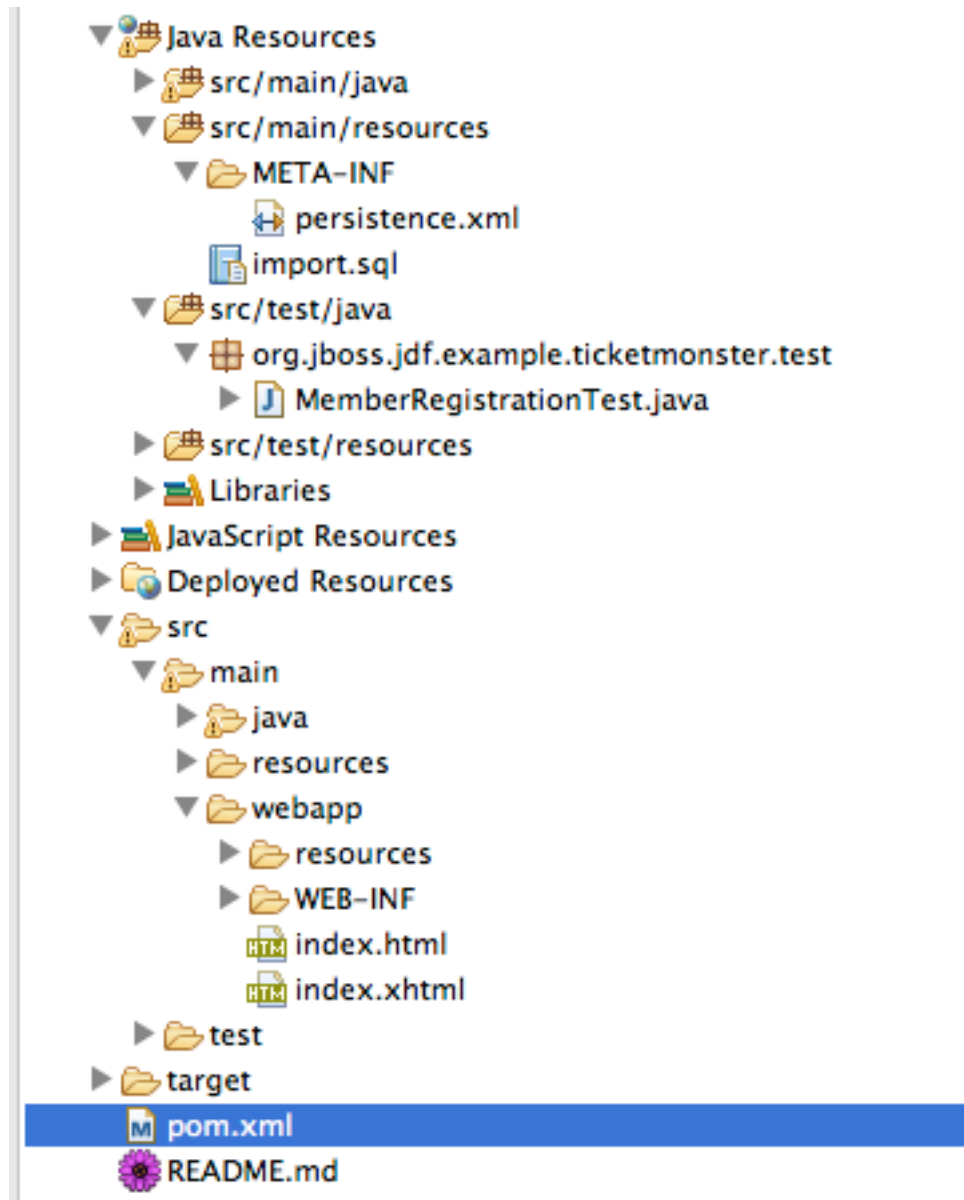 Java Resources
src/main/java
src/main/resources
META-INF
persistence.xml
import.sql
src/test/java
org.jboss.jdf.example.ticketmonster.test
MemberRegistrationTest.java
src/test/resources
Libraries
JavaScript Resources
Deployed Resources
src
main
java
resources
webapp
resources
WEB-INF
index.html
index.xhtml
test
target
pom.xml
README.md